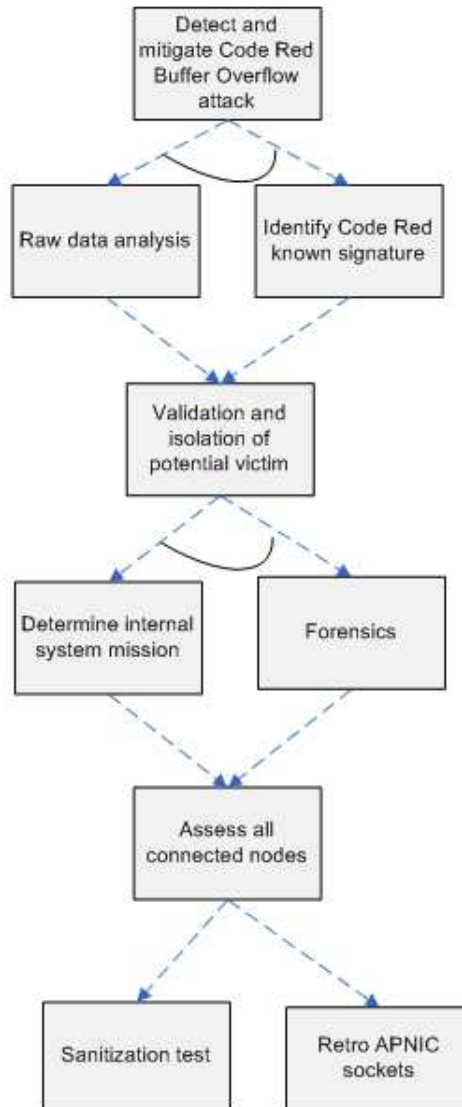 Detect and
mitigate Code Red
Buffer Overflow
attack
Raw data analysis
Identify Code Red
known signature
Validation and
isolation of
potential victim
Determine internal
system mission
Forensics
Assess all
connected nodes
Sanitization test
Retro APNIC
sockets